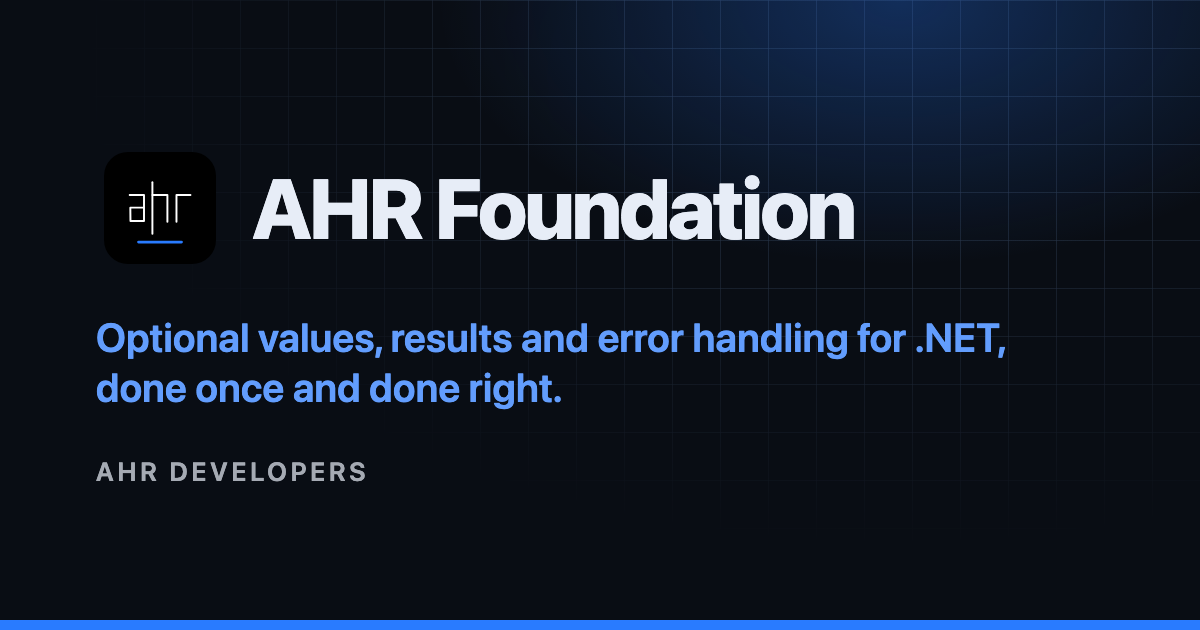 ahr
AHR Foundation
Optional values, results and error handling for .NET,
done once and done right.
AHR DEVELOPERS